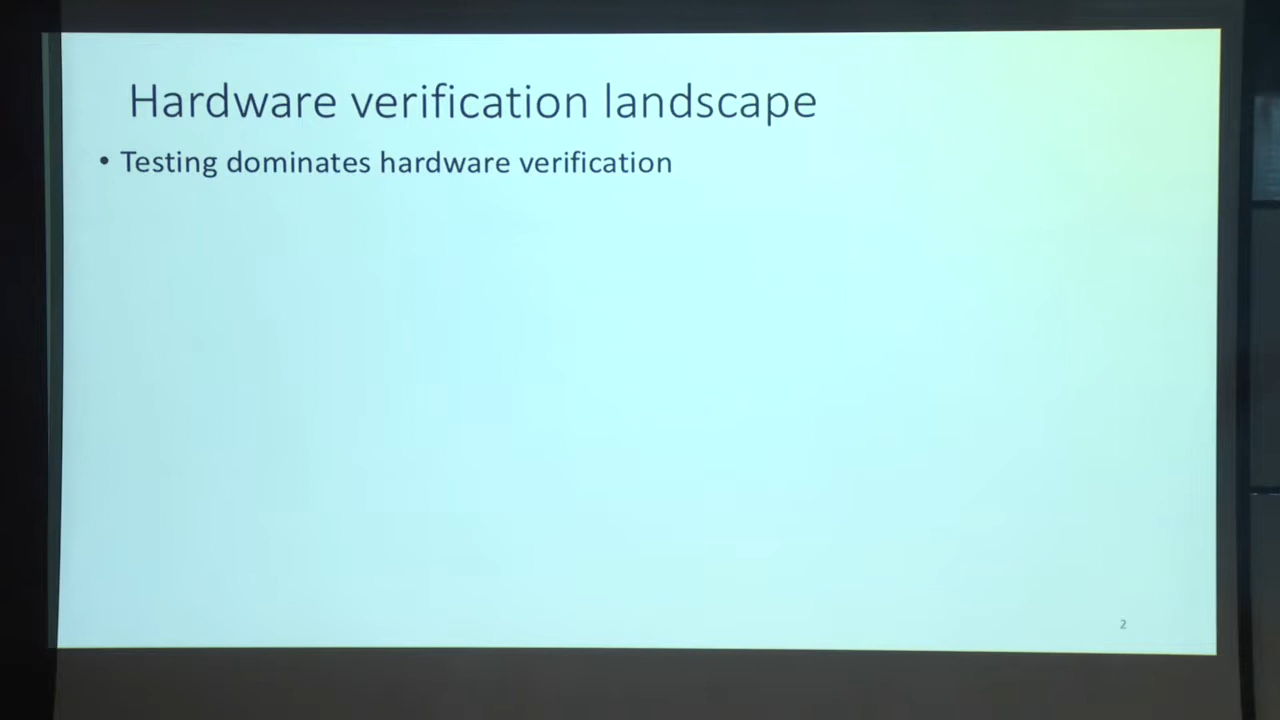 Hardware verification landscape
• Testing dominates hardware verification
2